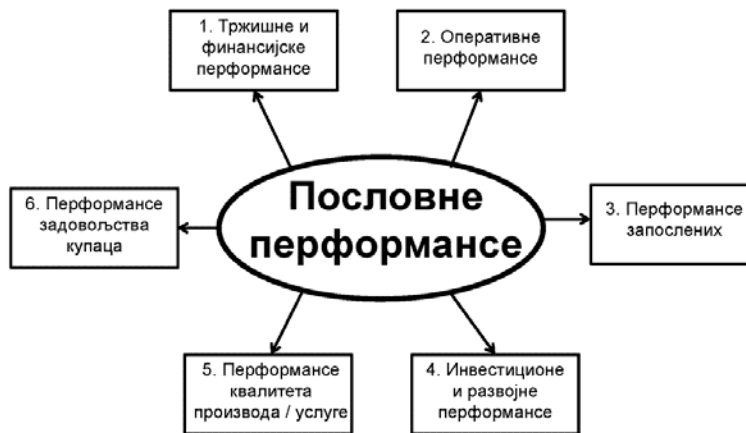 1. Тржишне и
финансијске
перформансе
2. Оперативне
перформансе
Пословне
перформансе
6. Перформансе
задовољства
купаца
3. Перформансе
запослених
5. Перформансе
квалитета
производа / услуге
4. Инвестиционе
и развојне
перформансе